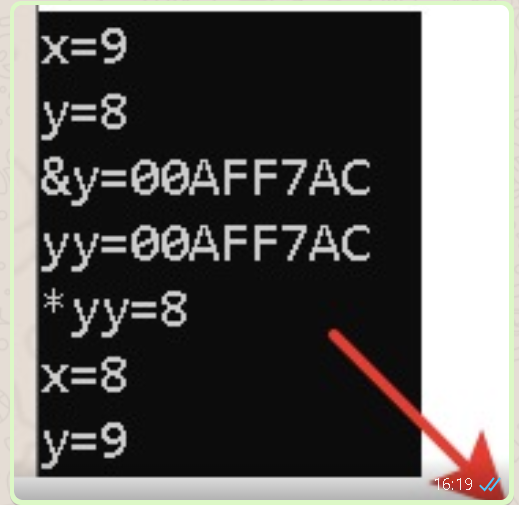 x=9
y=8
&y=00AFF7AC
yy=00AFF7AC
*yy=8
x=8
y=9
16:19